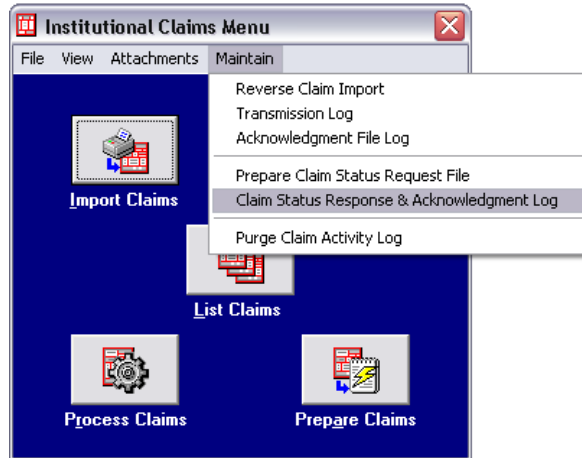 Institutional Claims Menu
File View Attachments Maintain
Reverse Claim Import
Transmission Log
Acknowledgment File Log
Prepare Claim Status Request File
Claim Status Response & Acknowledgment Log
Purge Claim Activity Log
Import Claims
List Claims
Process Claims Prepare Claims